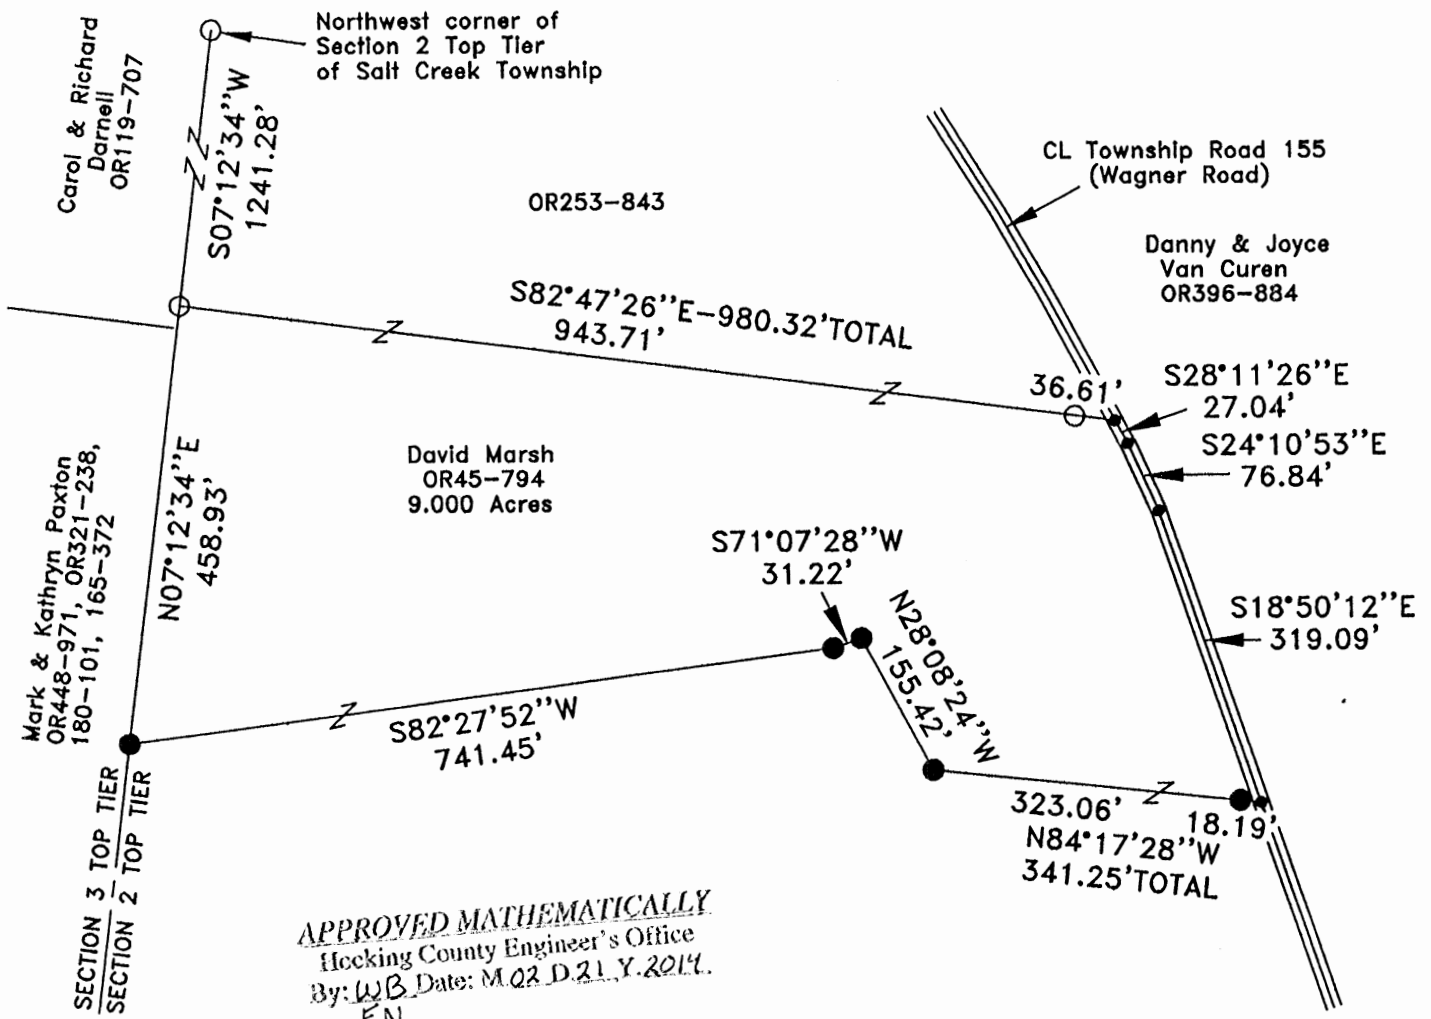 Northwest corner of
Section 2 Top Tier
of Salt Creek Township
Carol & Richard
Darnell
OR119-707
S07°12'34"W
1241.28'
OR253-843
CL Township Road 155
(Wagner Road)
Danny & Joyce
Van Curen
OR396-884
S82°47'26"E-980.32'TOTAL
943.71'
36.61'
S28°11'26"E
27.04'
S24°10'53"E
76.84'
David Marsh
OR45-794
9.000 Acres
N07°12'34"E
458.93'
Mark & Kathryn Paxton
OR448-971, OR321-238,
180-101, 165-372
S71°07'28"W
31.22'
N28°08'24"W
155.42'
S18°50'12"E
319.09'
S82°27'52"W
741.45'
323.06'
18.19'
N84°17'28"W
341.25'TOTAL
SECTION 3 TOP TIER
SECTION 2 TOP TIER
APPROVED MATHEMATICALLY
Hocking County Engineer's Office
By: WB Date: M.02 D.21 Y.2014.